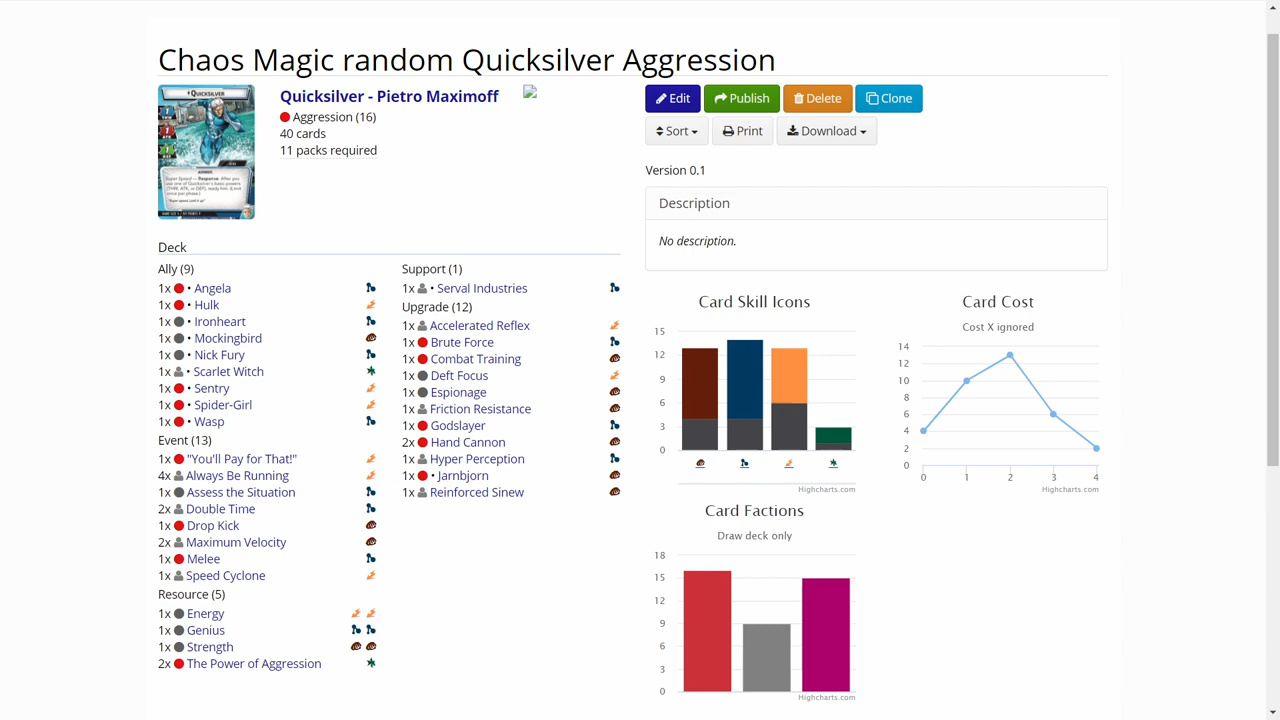 Chaos Magic random Quicksilver Aggression
QUICKSILVER
Quicksilver - Pietro Maximoff
Aggression (16)
40 cards
11 packs required
Edit
Publish
Delete
Clone
Sort
Print
Download
Version 0.1
Description
No description.
Deck
Ally (9)
1x • Angela
1x • Hulk
1x • Ironheart
1x • Mockingbird
1x • Nick Fury
1x • Scarlet Witch
1x • Sentry
1x • Spider-Girl
1x • Wasp
Event (13)
1x "You'll Pay for That!"
4x Always Be Running
1x Assess the Situation
2x Double Time
1x Drop Kick
2x Maximum Velocity
1x Melee
1x Speed Cyclone
Resource (5)
1x Energy
1x Genius
1x Strength
2x The Power of Aggression
Support (1)
1x • Serval Industries
Upgrade (12)
1x Accelerated Reflex
1x Brute Force
1x Combat Training
1x Deft Focus
1x Espionage
1x Friction Resistance
1x Godslayer
2x Hand Cannon
1x Hyper Perception
1x • Jarnbjorn
1x Reinforced Sinew
Card Skill Icons
15
12
9
6
3
0
Highcharts.com
Card Cost
Cost X ignored
14
12
10
8
6
4
2
0
0 1 2 3 4
Highcharts.com
Card Factions
Draw deck only
18
15
12
9
6
3
0
Highcharts.com